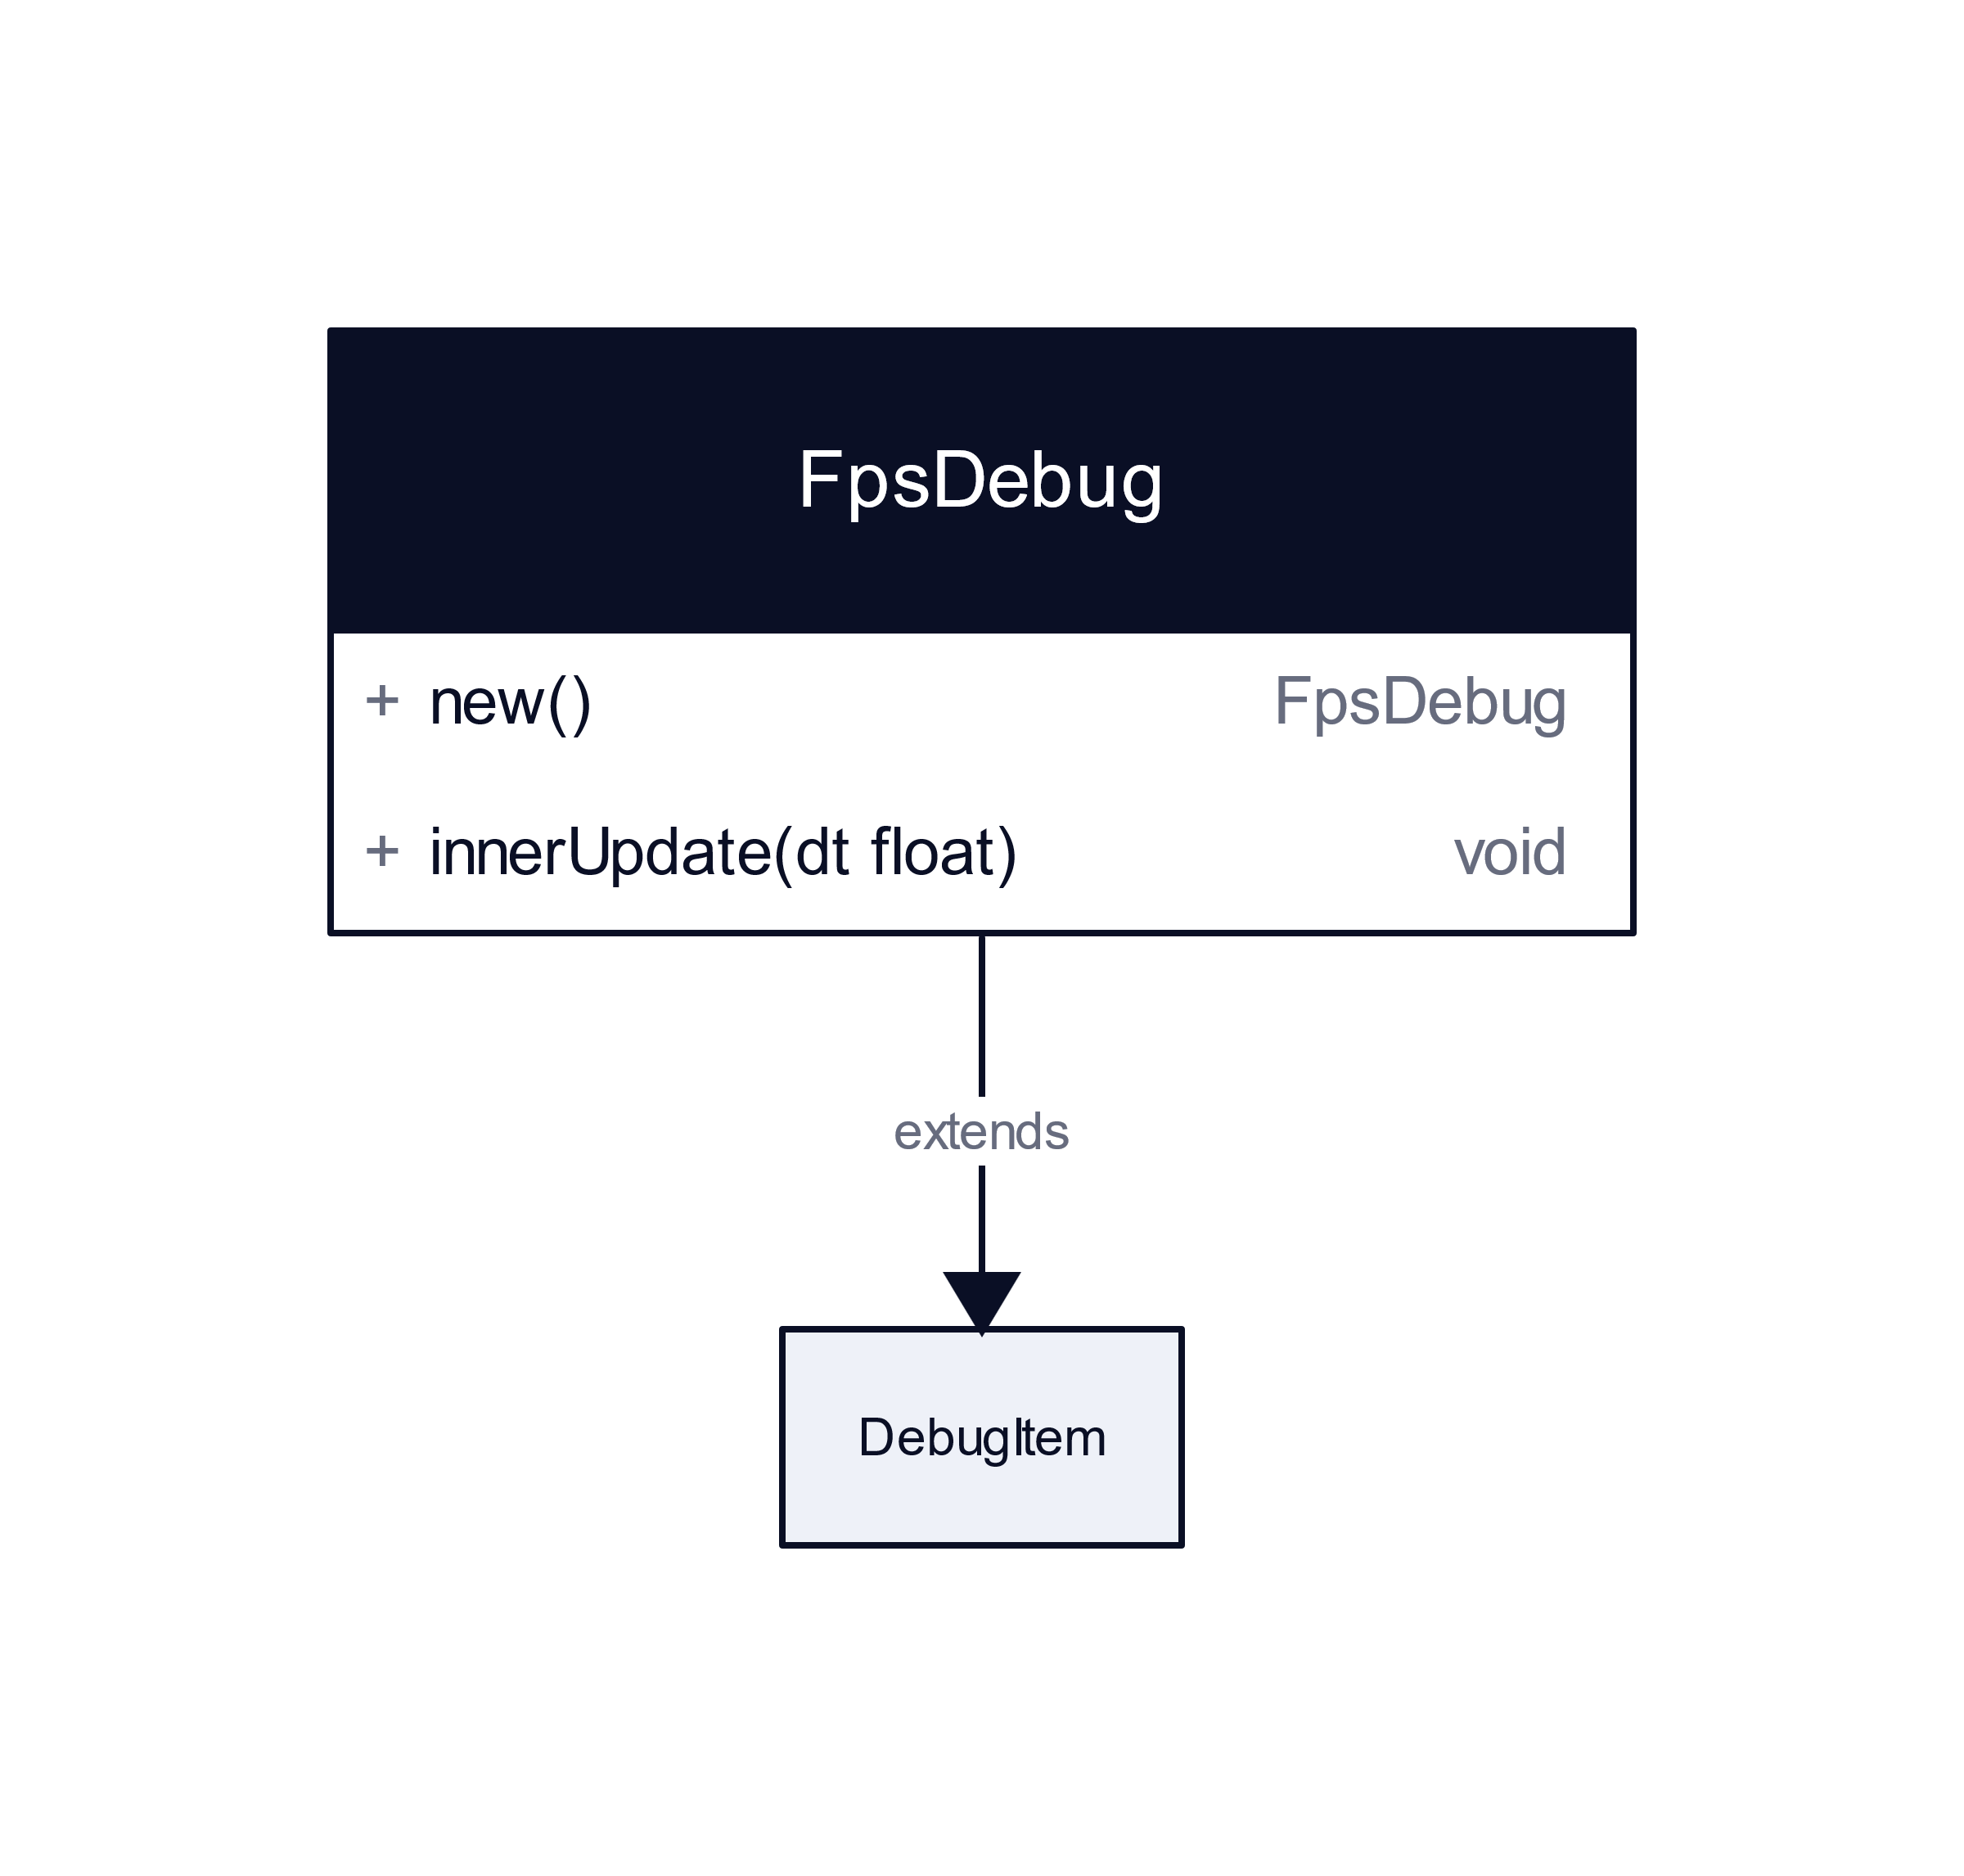 FpsDebug
+ new() FpsDebug
+ innerUpdate(dt float) void
extends
DebugItem